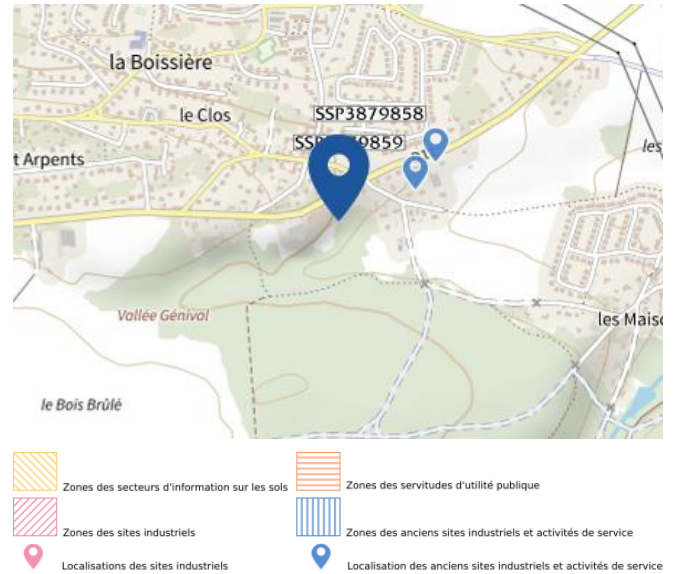 la Boissière
le Clos
SSP3879858
t Arpents
les
Vallée Génival
les Maiso
le Bois Brûlé
Zones des secteurs d'information sur les sols
Zones des servitudes d'utilité publique
Zones des sites industriels
Zones des anciens sites industriels et activités de service
Localisations des sites industriels
Localisation des anciens sites industriels et activités de service